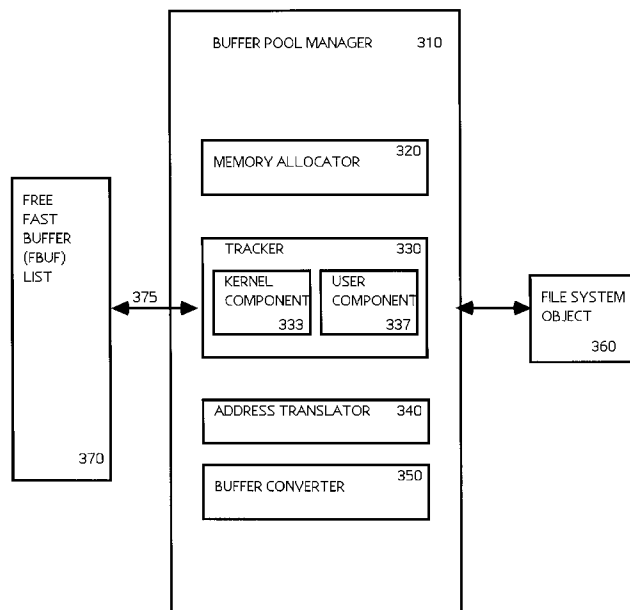 BUFFER POOL MANAGER 310
MEMORY ALLOCATOR 320
FREE
FAST
BUFFER
(FBUF)
LIST
370
375
TRACKER 330
KERNEL
COMPONENT
333
USER
COMPONENT
337
FILE SYSTEM
OBJECT
360
ADDRESS TRANSLATOR 340
BUFFER CONVERTER 350